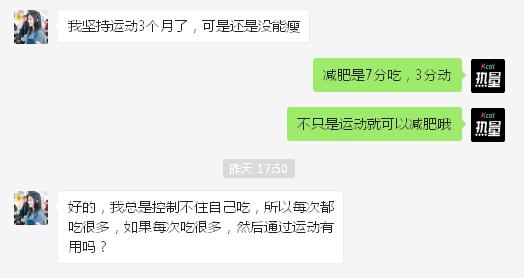 我坚持运动3个月了，可是还是没能瘦
减肥是7分吃，3分动
Kcal
热量
不只是运动就可以减肥哦
Kcal
热量
昨天 17:50
好的，我总是控制不住自己吃，所以每次都
吃很多，如果每次吃很多，然后通过运动有
用吗？